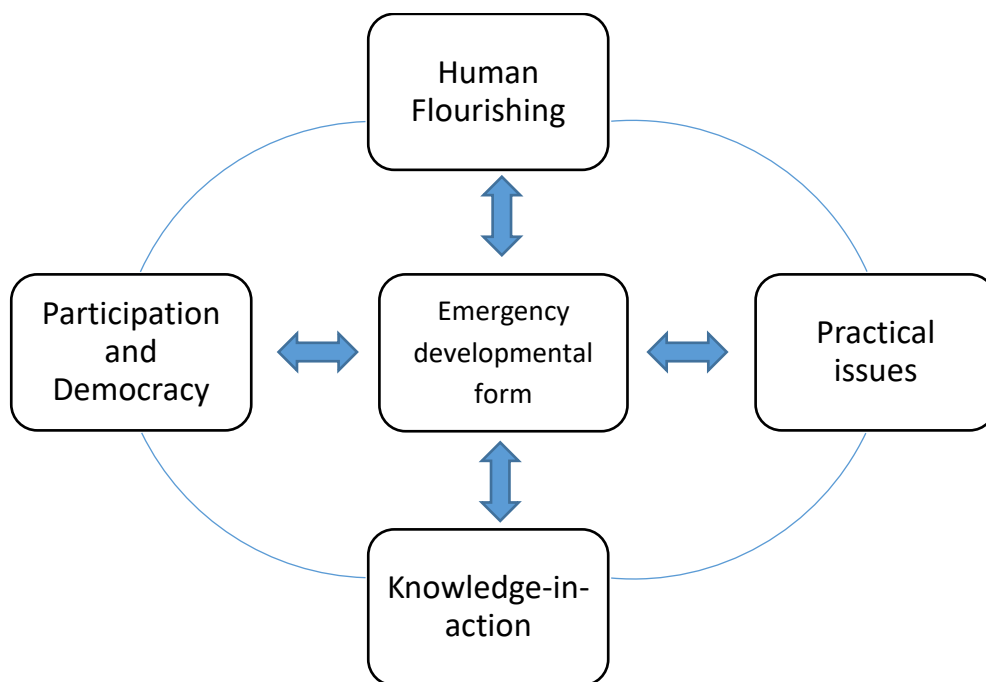 Human
Flourishing
Participation
and
Democracy
Emergency
developmental
form
Practical
issues
Knowledge-in-
action